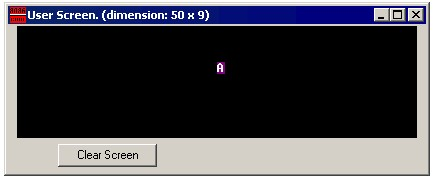 User Screen. (dimension: 50 x 9)
A
Clear Screen